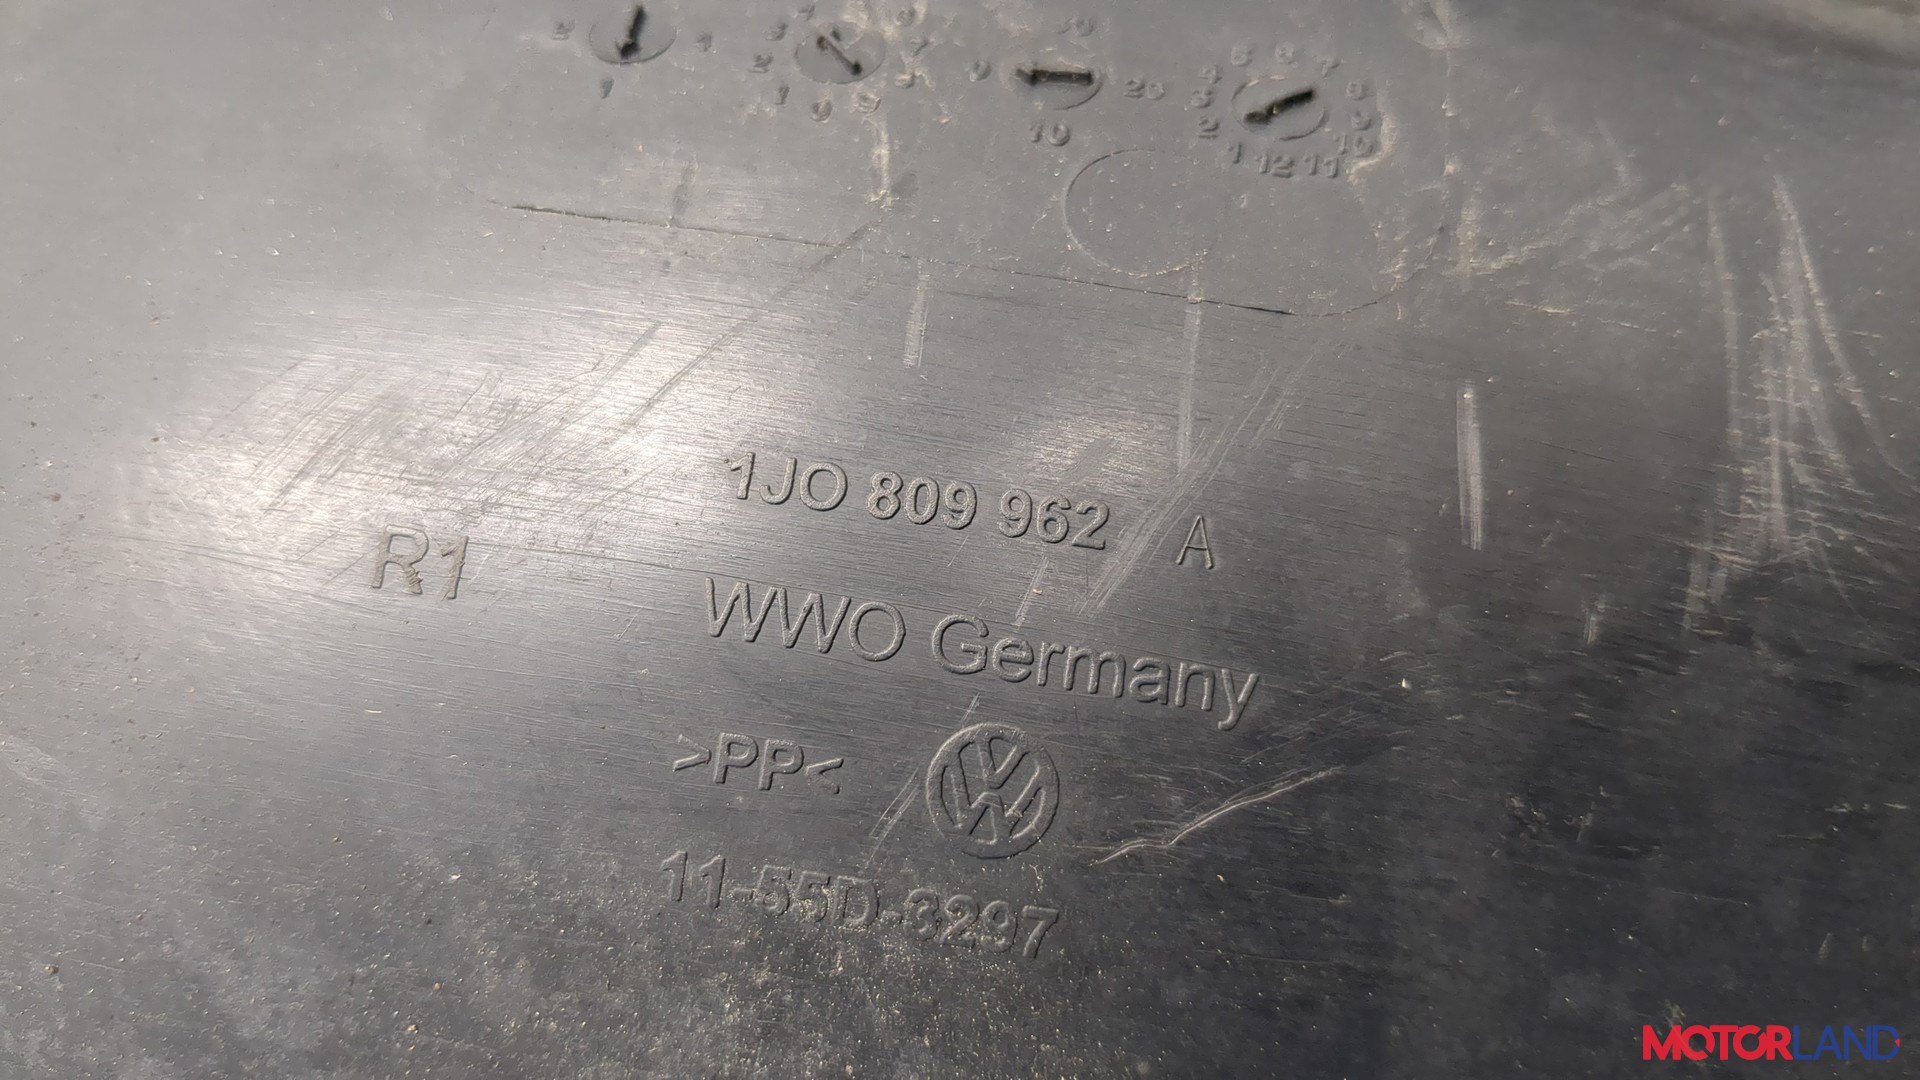 1JO 809 962 A
R1
WWO Germany
>PP<
11-55D-3297
MOTORLAND